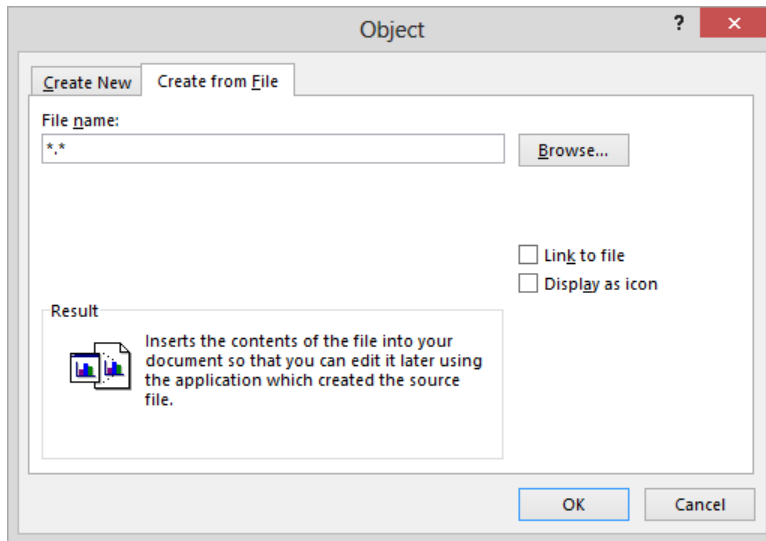 Object
?
Create New
Create from File
File name:
*.*
Browse...
Link to file
Display as icon
Result
Inserts the contents of the file into your
document so that you can edit it later using
the application which created the source
file.
OK
Cancel